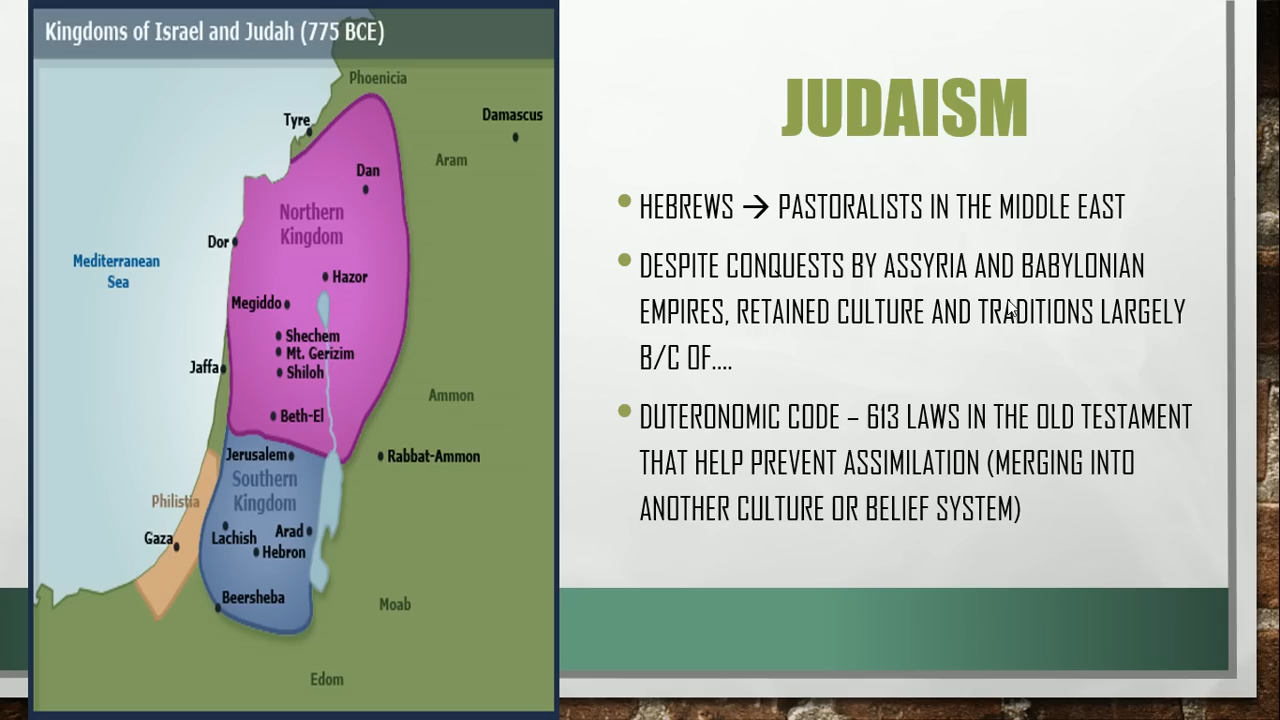 Kingdoms of Israel and Judah (775 BCE)
Phoenicia
Tyre
Damascus
Aram
Dan
Northern
Kingdom
Dor
Mediterranean
Sea
Hazor
Megiddo
Shechem
Mt. Gerizim
Jaffa
Shiloh
Ammon
Beth-El
Jerusalem
Rabbat-Ammon
Southern
Kingdom
Philistia
Gaza
Lachish
Arad
Hebron
Beersheba
Moab
Edom
JUDAISM
• HEBREWS → PASTORALISTS IN THE MIDDLE EAST
• DESPITE CONQUESTS BY ASSYRIA AND BABYLONIAN
EMPIRES, RETAINED CULTURE AND TRADITIONS LARGELY
B/C OF....
• DUTERONOMIC CODE – 613 LAWS IN THE OLD TESTAMENT
THAT HELP PREVENT ASSIMILATION (MERGING INTO
ANOTHER CULTURE OR BELIEF SYSTEM)